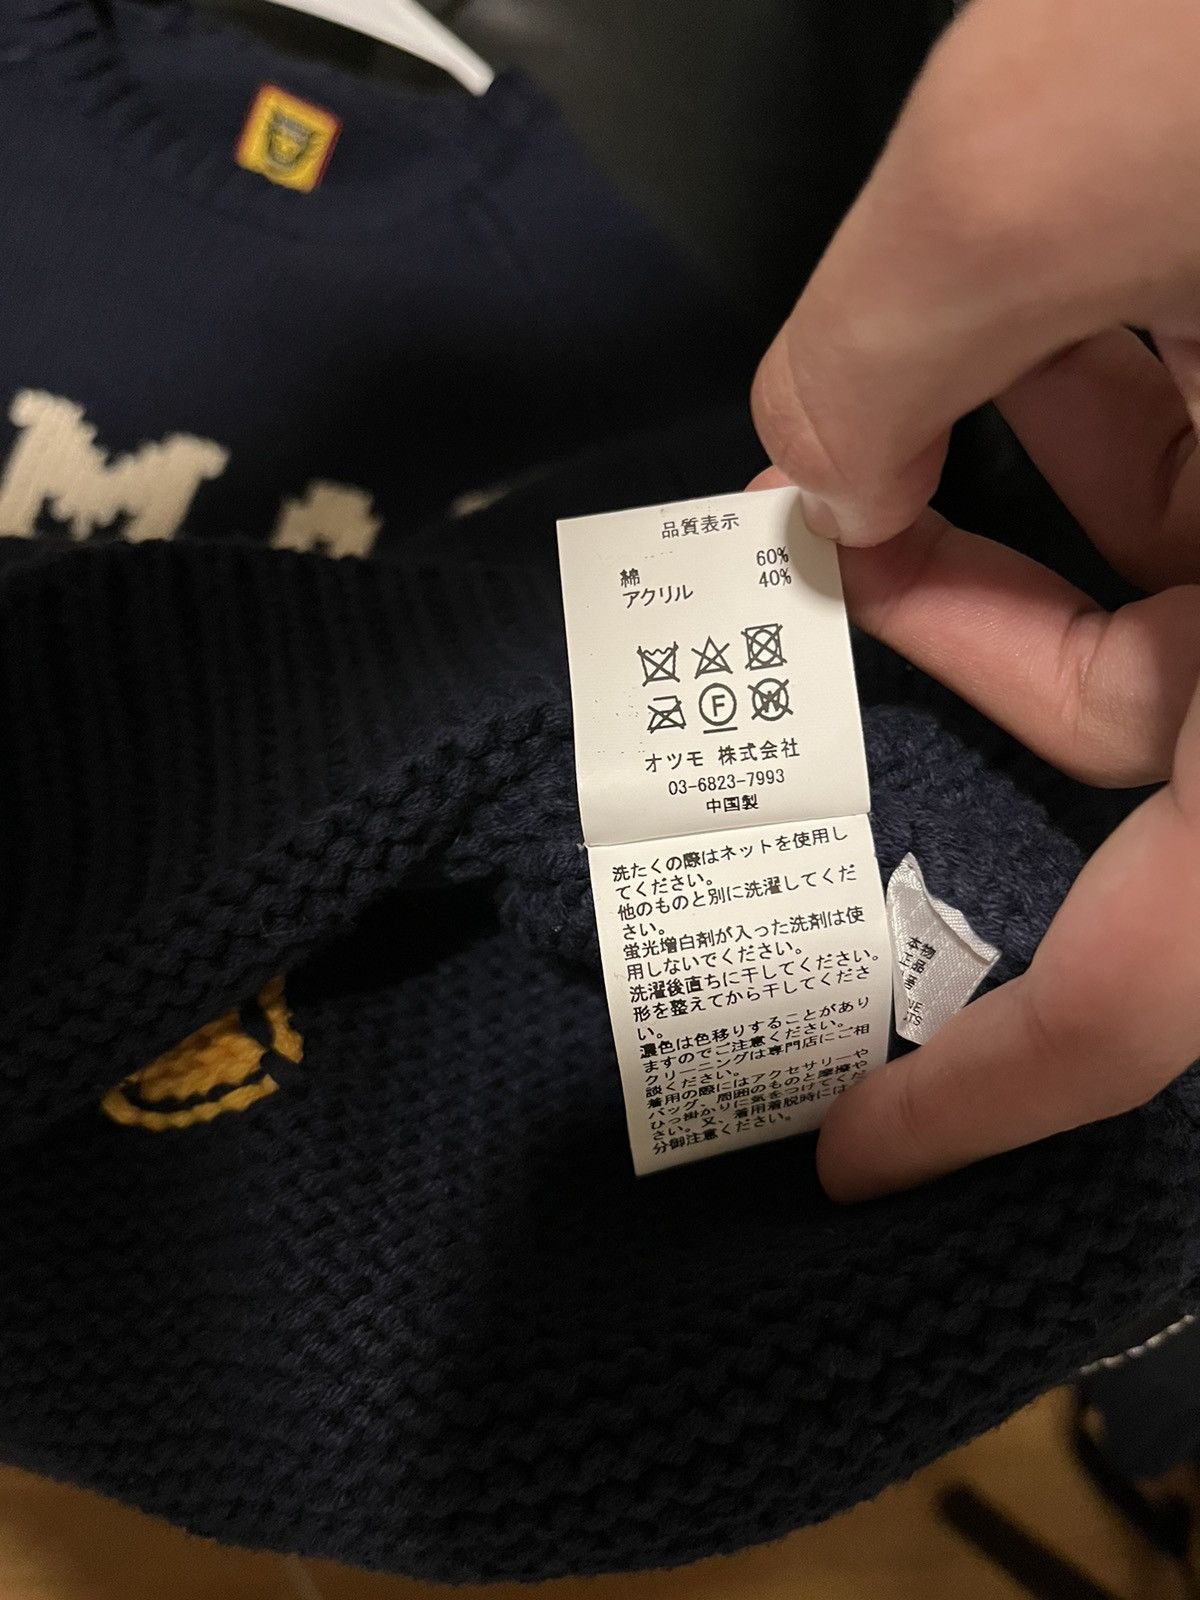 M
品質表示
綿 60%
アクリル 40%
F
W
オツモ 株式会社
03-6823-7993
中国製
洗たくの際はネットを使用し
てください。
他のものと別に洗濯してくだ
さい。
蛍光増白剤が入った洗剤は使
用しないでください。
洗濯後直ちに干してください。
形を整えてから干してくださ
い。
濃色は色移りすることがあり
ますのでご注意ください。
クリーニングは専門店にご相
談ください。
着用の際にはアクセサリーや
バッグ、周囲のものと摩擦や
ひっ掛かりに気をつけてくだ
さい。又、着用着脱時には
分御注意ください。
本物